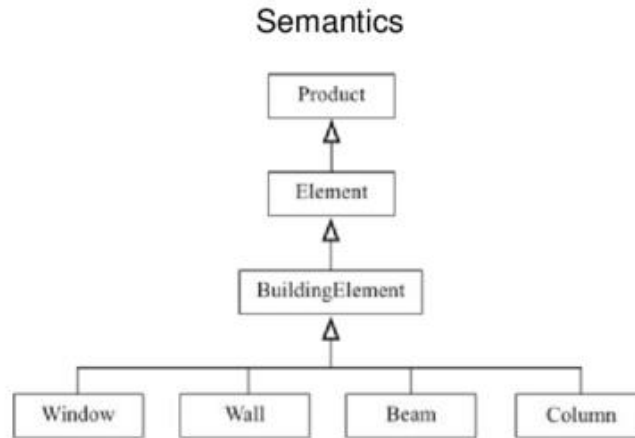 Semantics
Product
Element
BuildingElement
Window Wall Beam Column